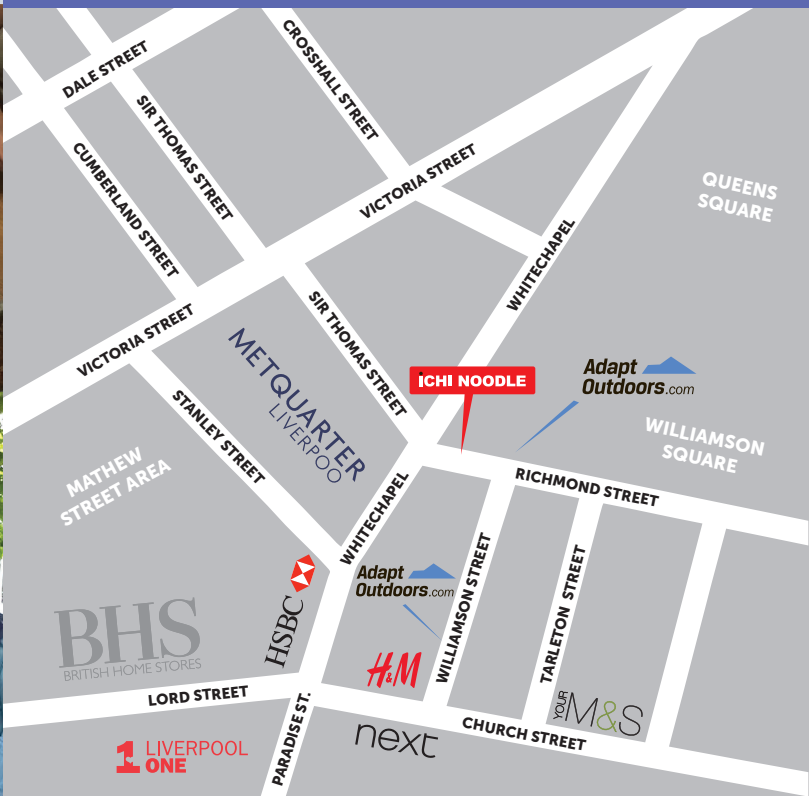 DALE STREET
CROSSHALL STREET
SIR THOMAS STREET
CUMBERLAND STREET
VICTORIA STREET
QUEENS
SQUARE
WHITECHAPEL
VICTORIA STREET
SIR THOMAS STREET
METQUARTER
LIVERPOO
iCHI NOODLE
Adapt
Outdoors.com
STANLEY STREET
WILLIAMSON
SQUARE
MATHEW
STREET AREA
RICHMOND STREET
WHITECHAPEL
Adapt
Outdoors.com
WILLIAMSON STREET
TARLETON STREET
HSBC
BHS
BRITISH HOME STORES
H&M
LORD STREET
PARADISE ST.
YOUR
M&S
CHURCH STREET
next
1 LIVERPOOL
ONE